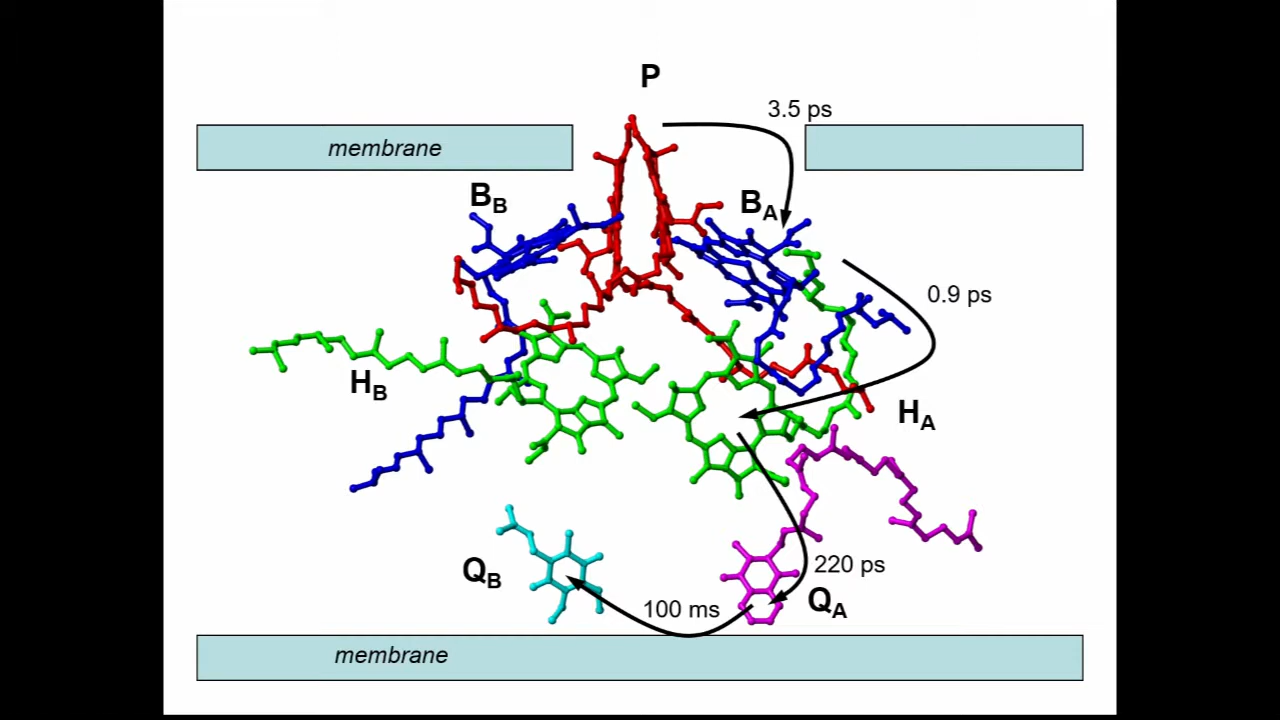 P
3.5 ps
membrane
B_B
B_A
0.9 ps
H_B
H_A
220 ps
Q_B
Q_A
100 ms
membrane